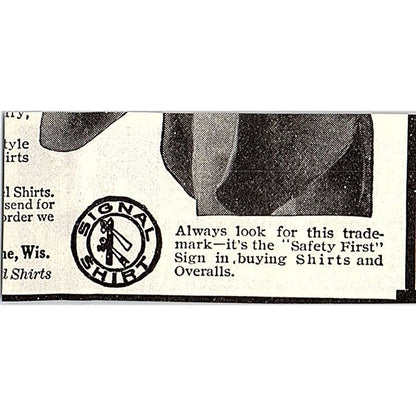 tyle
irts
l Shirts.
send for
order we
ne, Wis.
d Shirts
SIGNAL
SHIRT
Always look for this trade-
mark—it's the "Safety First"
Sign in buying Shirts and
Overalls.